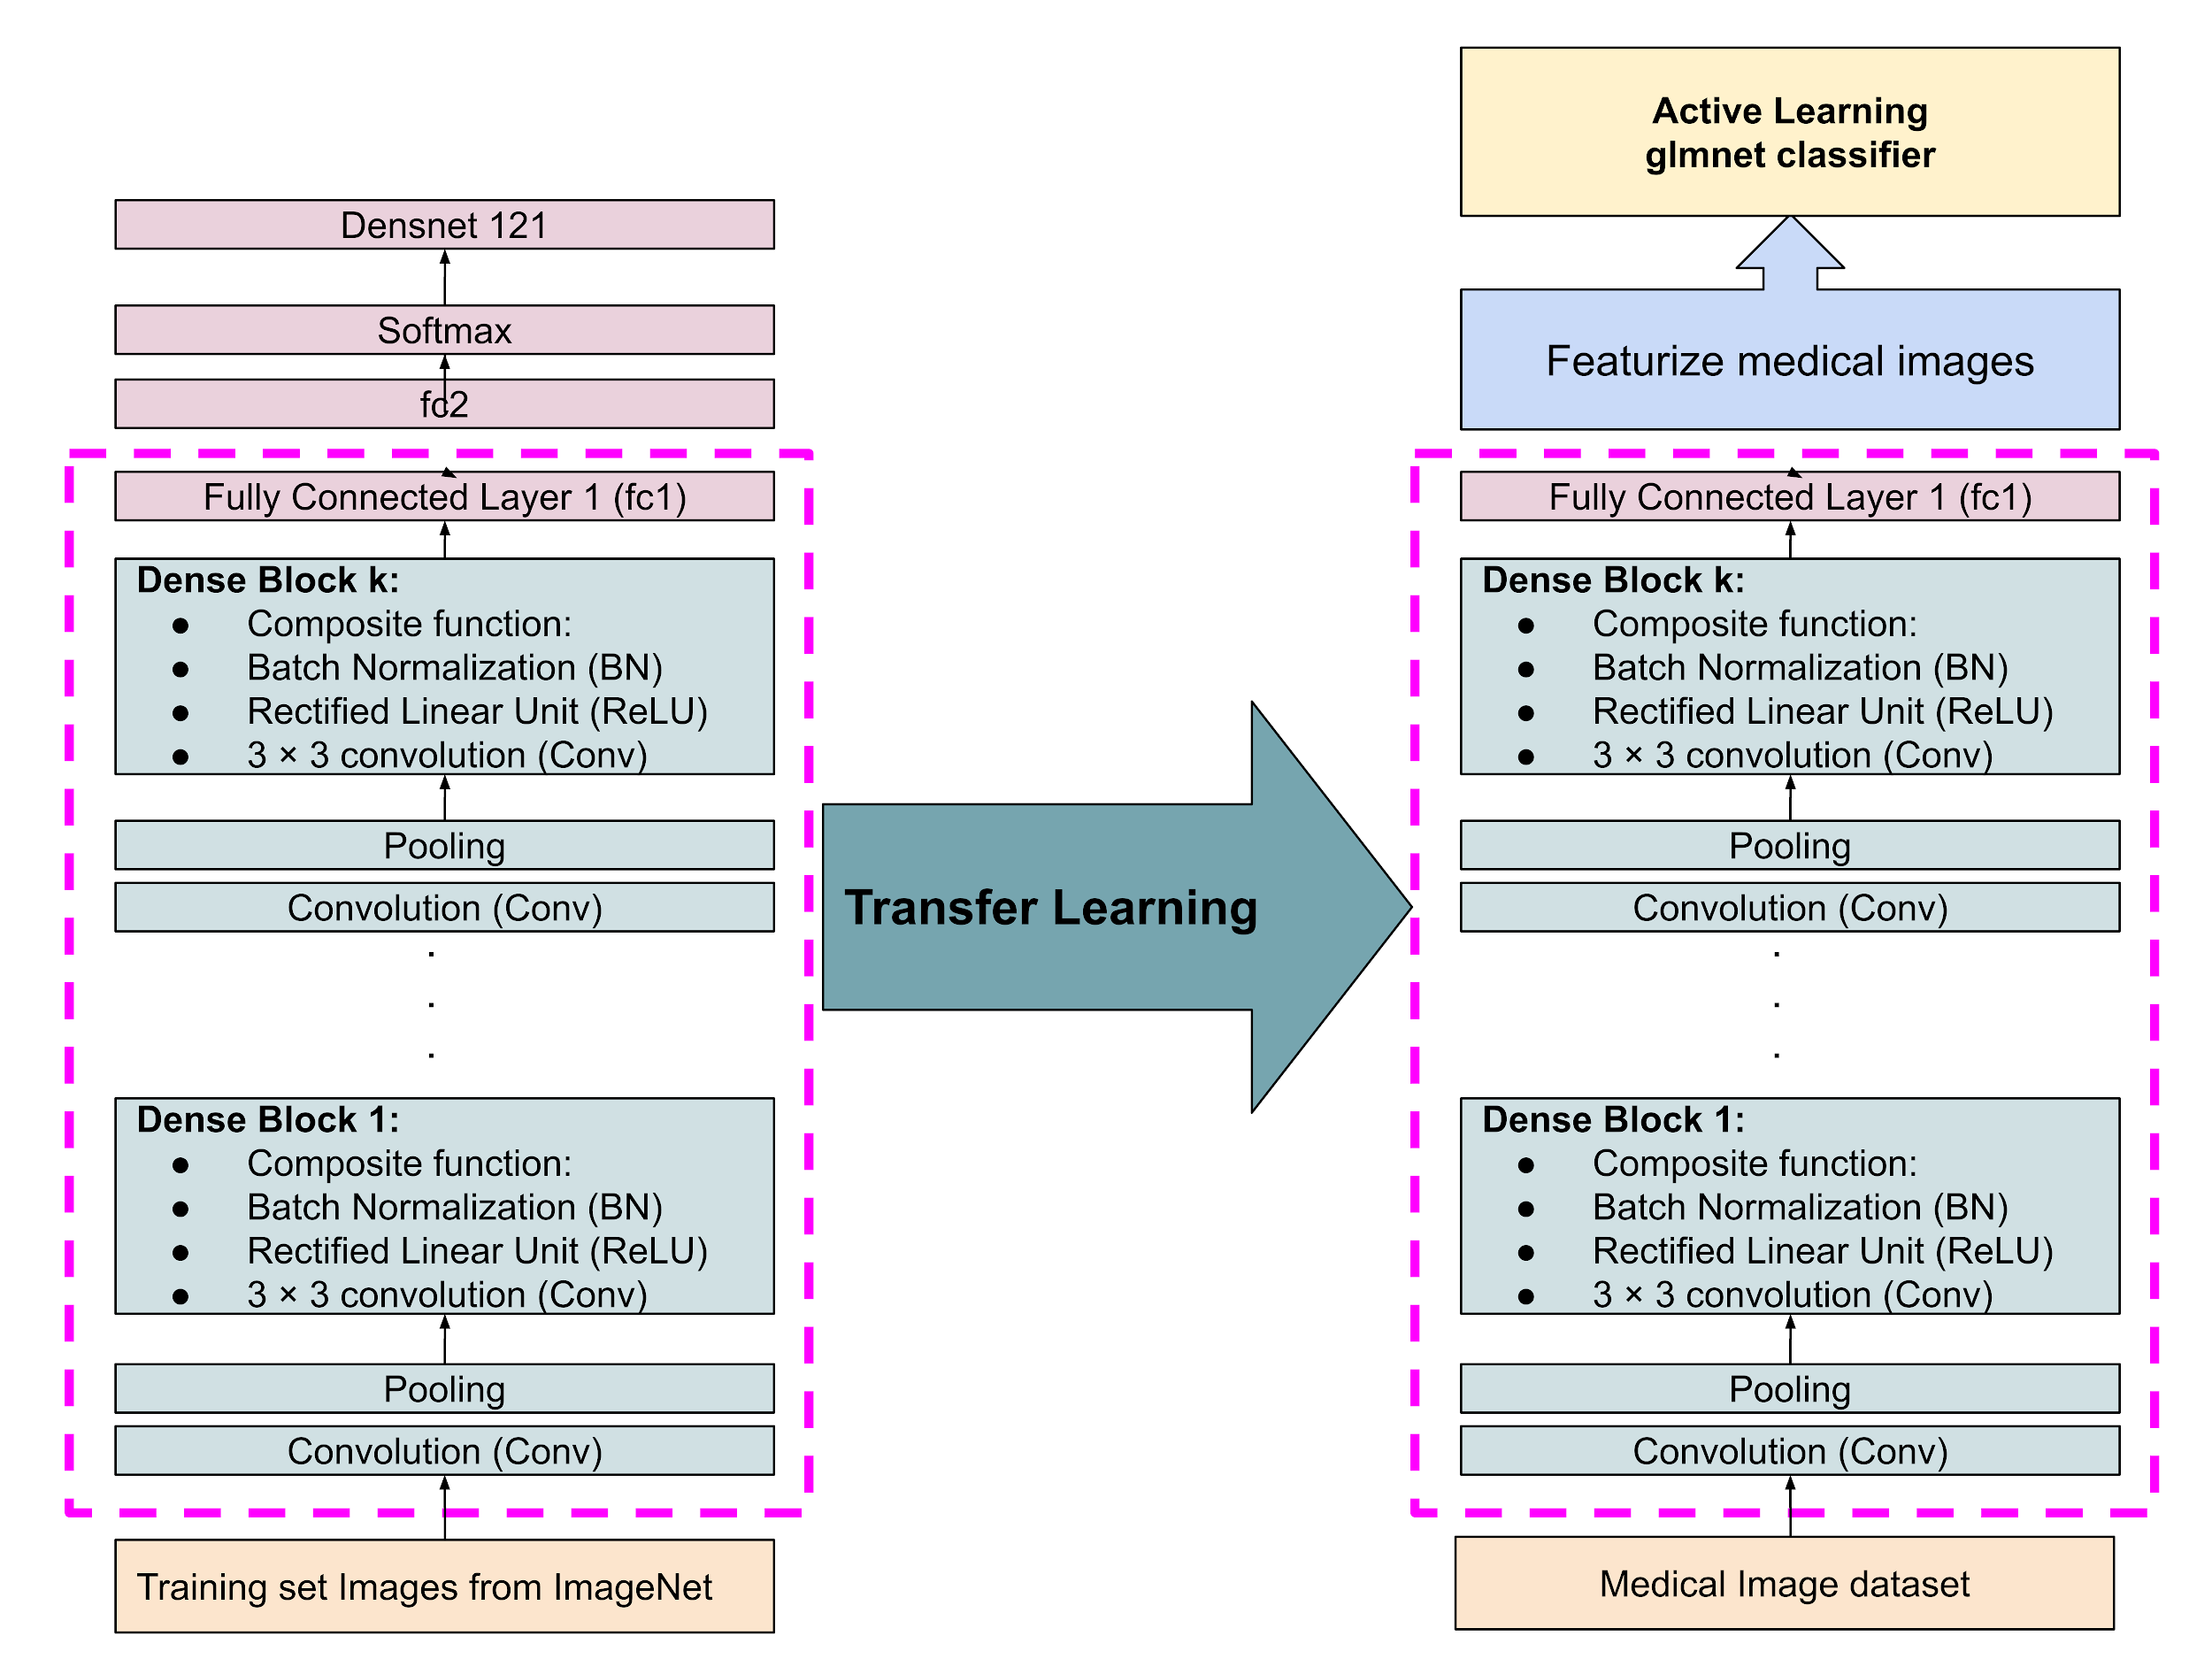 Densnet 121
Softmax
fc2
Fully Connected Layer 1 (fc1)
Dense Block k:
● Composite function:
● Batch Normalization (BN)
● Rectified Linear Unit (ReLU)
● 3 × 3 convolution (Conv)
Pooling
Convolution (Conv)
.
.
.
Dense Block 1:
● Composite function:
● Batch Normalization (BN)
● Rectified Linear Unit (ReLU)
● 3 × 3 convolution (Conv)
Pooling
Convolution (Conv)
Training set Images from ImageNet
Transfer Learning
Active Learning
glmnet classifier
Featurize medical images
Fully Connected Layer 1 (fc1)
Dense Block k:
● Composite function:
● Batch Normalization (BN)
● Rectified Linear Unit (ReLU)
● 3 × 3 convolution (Conv)
Pooling
Convolution (Conv)
.
.
.
Dense Block 1:
● Composite function:
● Batch Normalization (BN)
● Rectified Linear Unit (ReLU)
● 3 × 3 convolution (Conv)
Pooling
Convolution (Conv)
Medical Image dataset